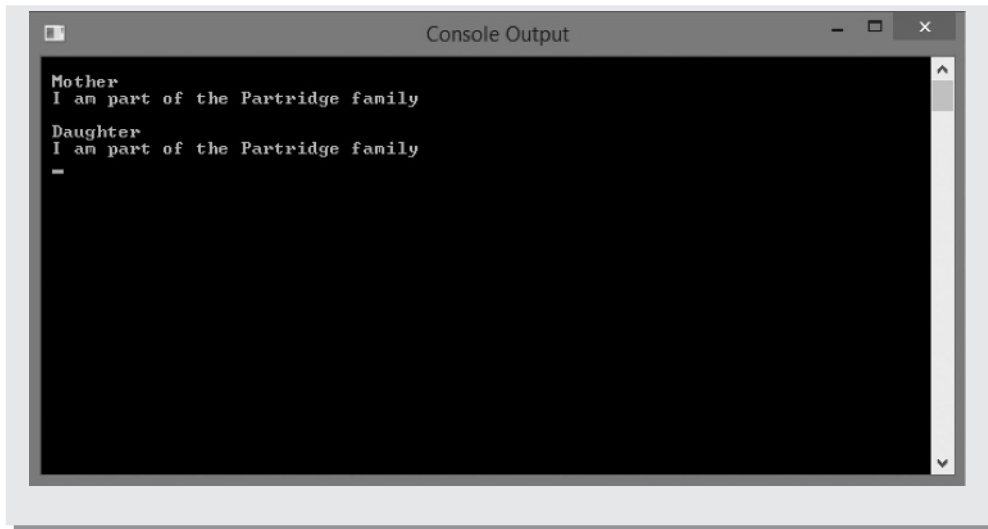 Console Output
Mother
I am part of the Partridge family
Daughter
I am part of the Partridge family